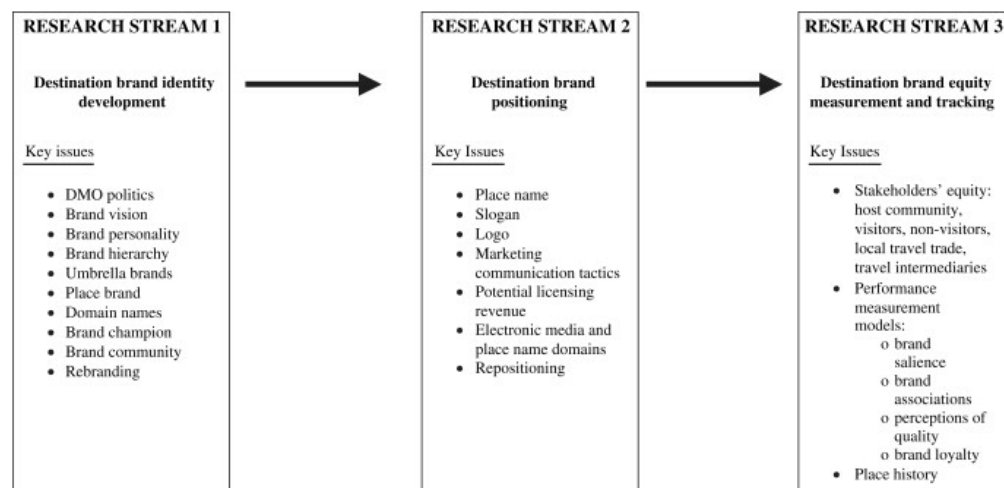 RESEARCH STREAM 1
Destination brand identity
development
Key issues
• DMO politics
• Brand vision
• Brand personality
• Brand hierarchy
• Umbrella brands
• Place brand
• Domain names
• Brand champion
• Brand community
• Rebranding
RESEARCH STREAM 2
Destination brand
positioning
Key Issues
• Place name
• Slogan
• Logo
• Marketing
communication tactics
• Potential licensing
revenue
• Electronic media and
place name domains
• Repositioning
RESEARCH STREAM 3
Destination brand equity
measurement and tracking
Key Issues
• Stakeholders' equity:
host community,
visitors, non-visitors,
local travel trade,
travel intermediaries
• Performance
measurement
models:
o brand
salience
o brand
associations
o perceptions of
quality
o brand loyalty
• Place history